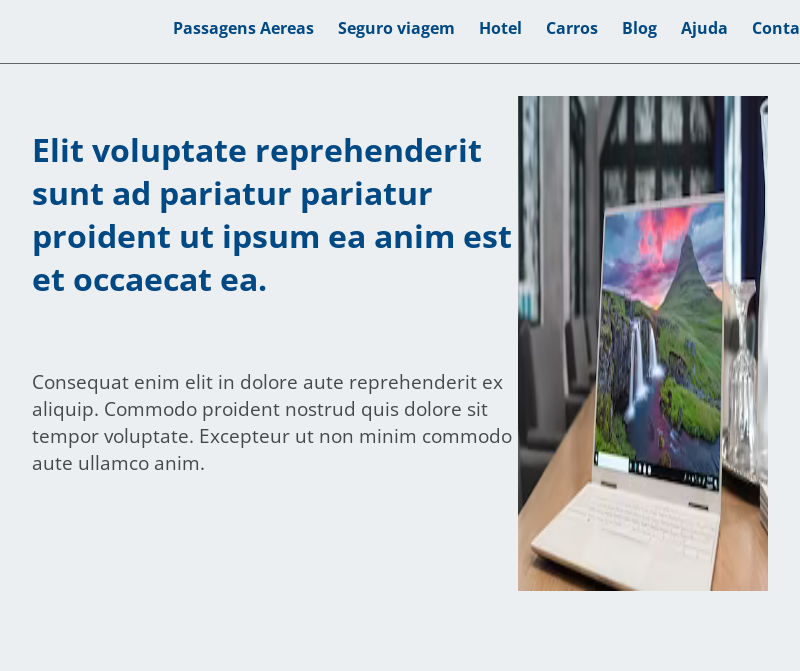 Passagens Aereas Seguro viagem Hotel Carros Blog Ajuda Conta
Elit voluptate reprehenderit
sunt ad pariatur pariatur
proident ut ipsum ea anim est
et occaecat ea.
Consequat enim elit in dolore aute reprehenderit ex
aliquip. Commodo proident nostrud quis dolore sit
tempor voluptate. Excepteur ut non minim commodo
aute ullamco anim.